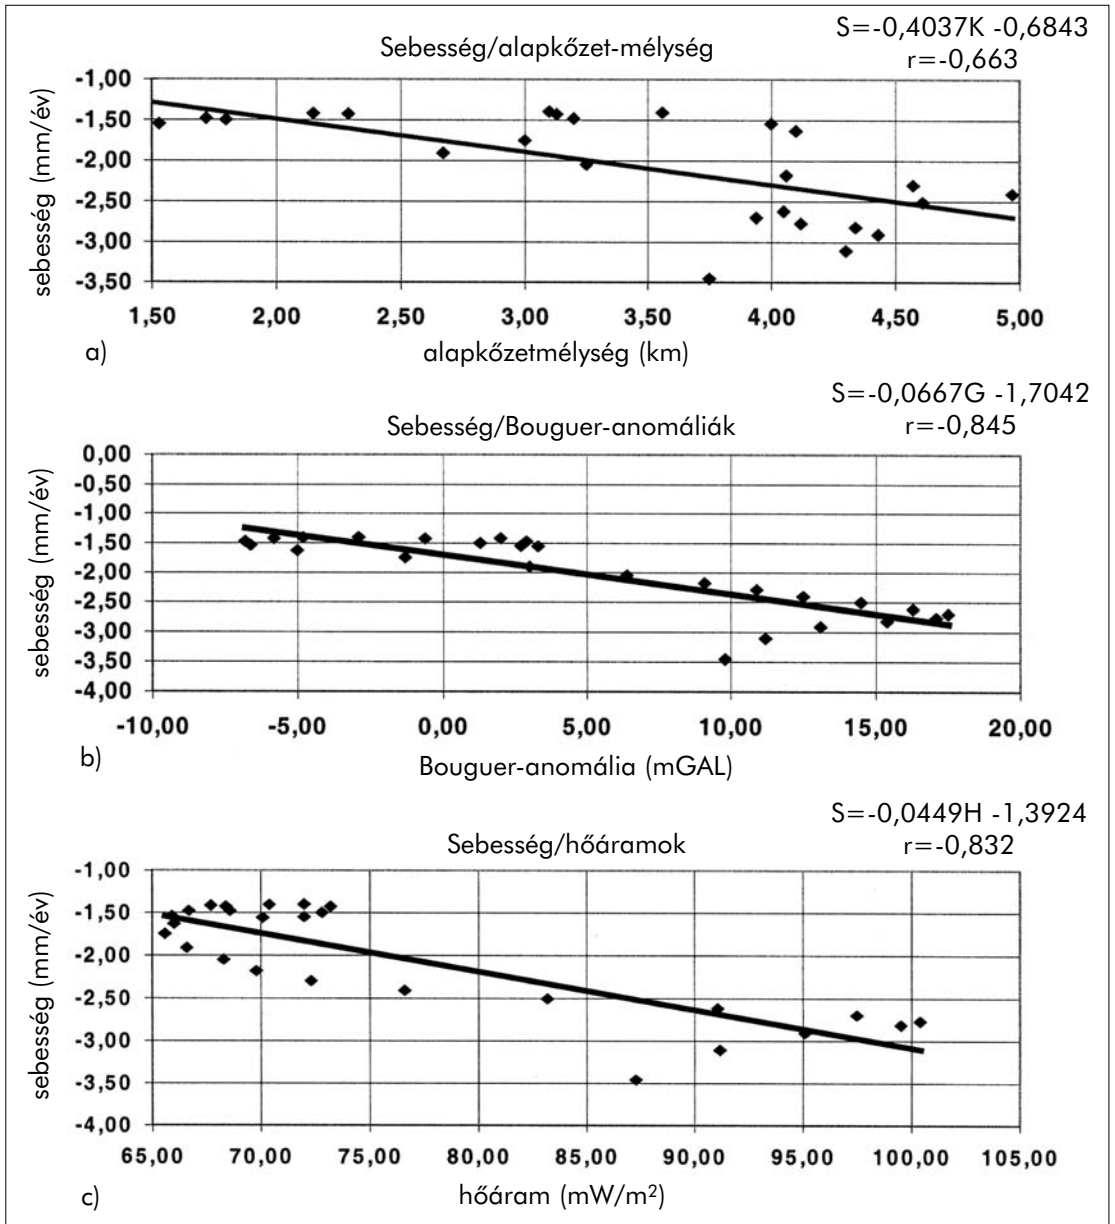 S=-0,4037K -0,6843
r=-0,663
Sebesség/alapkőzet-mélység
sebesség (mm/év)
-1,00
-1,50
-2,00
-2,50
-3,00
-3,50
1,50 2,00 2,50 3,00 3,50 4,00 4,50 5,00
a)
alapkőzetmélység (km)
S=-0,0667G -1,7042
r=-0,845
Sebesség/Bouguer-anomáliák
sebesség (mm/év)
0,00
-0,50
-1,00
-1,50
-2,00
-2,50
-3,00
-3,50
-4,00
-10,00 -5,00 0,00 5,00 10,00 15,00 20,00
b)
Bouguer-anomália (mGAL)
S=-0,0449H -1,3924
r=-0,832
Sebesség/hőáramok
sebesség (mm/év)
-1,00
-1,50
-2,00
-2,50
-3,00
-3,50
-4,00
65,00 70,00 75,00 80,00 85,00 90,00 95,00 100,00 105,00
c)
hőáram (mW/m²)